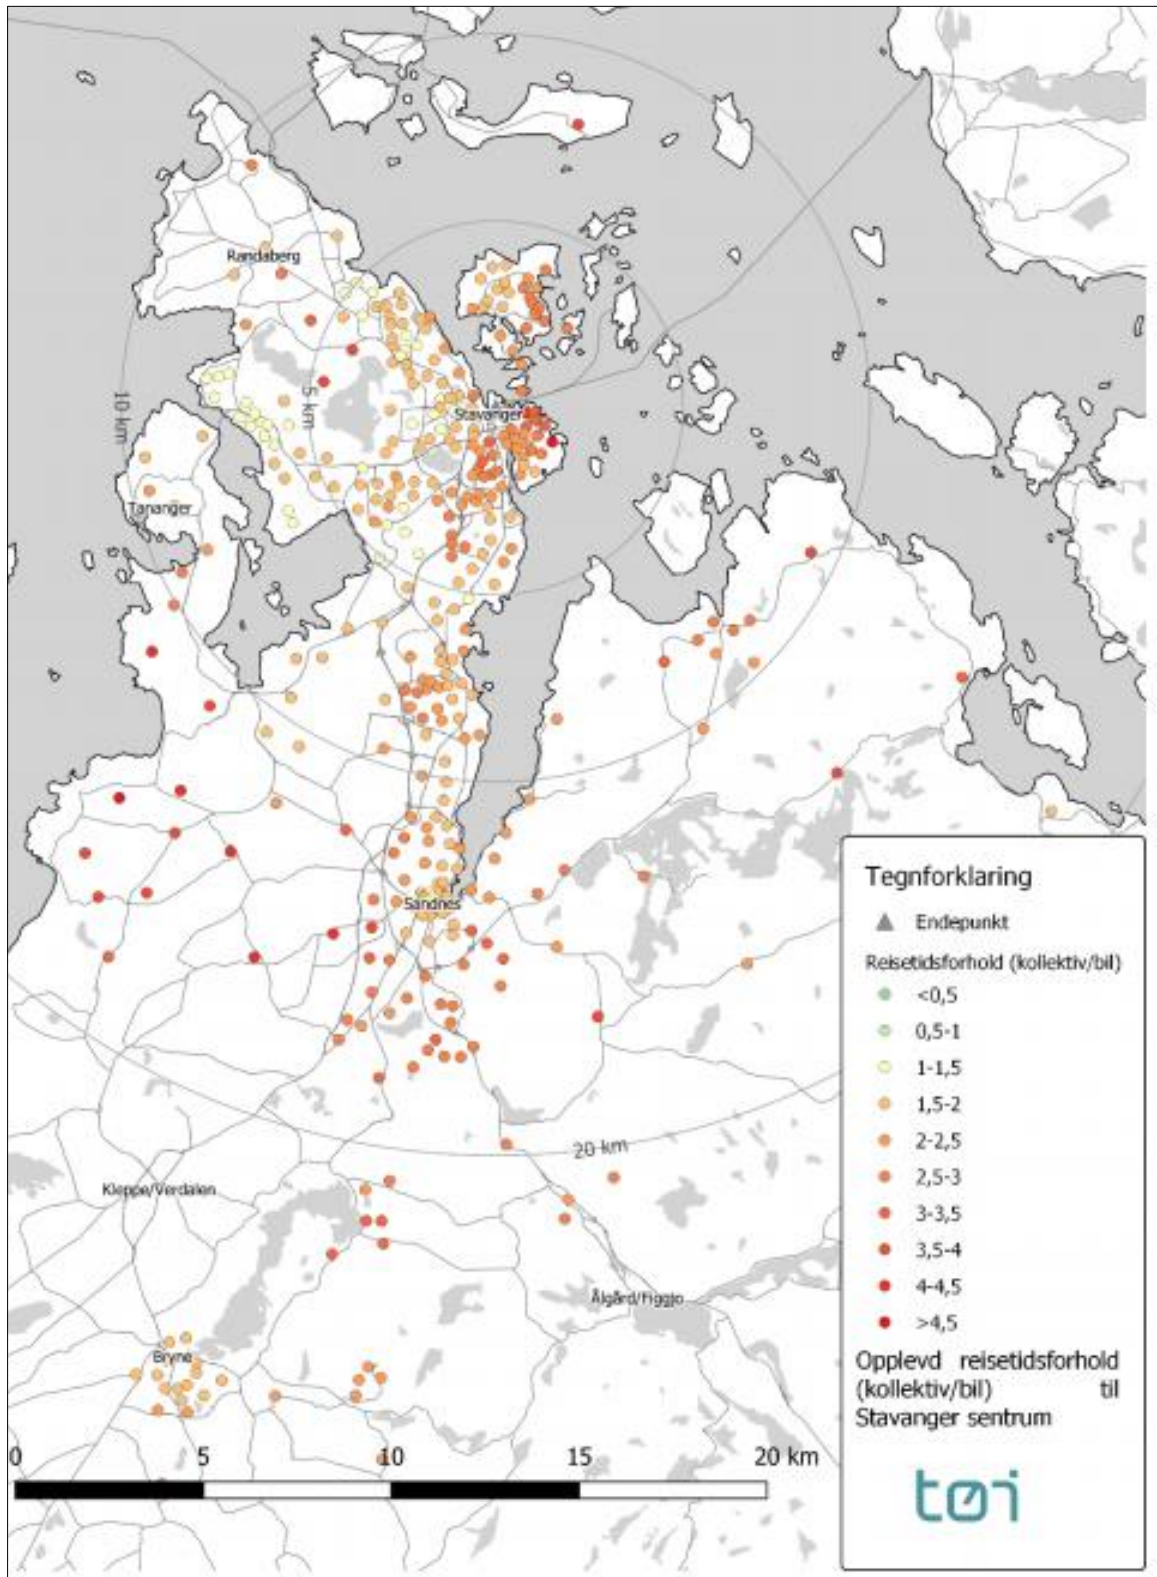 Randaberg
10 km
5 km
Stavanger
Tananger
Sandnes
20 km
Kleppe/Verdalen
Ålgård/Figgjo
Bryne
0 5 10 15 20 km
Tegnforklaring
Endepunkt
Reisetidsforhold (kollektiv/bil)
<0,5
0,5-1
1-1,5
1,5-2
2-2,5
2,5-3
3-3,5
3,5-4
4-4,5
>4,5
Opplevd reisetidsforhold
(kollektiv/bil) til
Stavanger sentrum
tøi